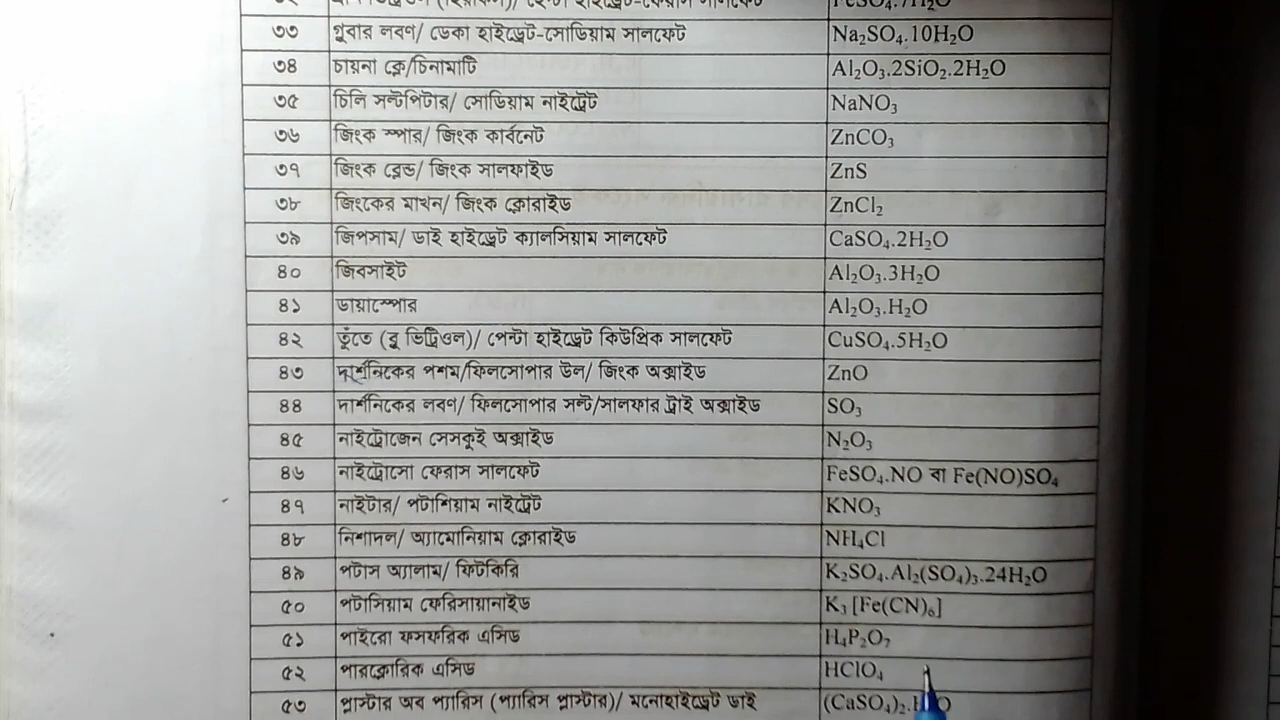 FeSO₄.7H₂O
৩৩ গ্লুবার লবণ/ ডেকা হাইড্রেট-সোডিয়াম সালফেট Na₂SO₄.10H₂O
৩৪ চায়না ক্লে/চিনামাটি Al₂O₃.2SiO₂.2H₂O
৩৫ চিলি সল্টপিটার/ সোডিয়াম নাইট্রেট NaNO₃
৩৬ জিংক স্পার/ জিংক কার্বনেট ZnCO₃
৩৭ জিংক ব্লেন্ড/ জিংক সালফাইড ZnS
৩৮ জিংকের মাখন/ জিংক ক্লোরাইড ZnCl₂
৩৯ জিপসাম/ ডাই হাইড্রেট ক্যালসিয়াম সালফেট CaSO₄.2H₂O
৪০ জিবসাইট Al₂O₃.3H₂O
৪১ ডায়াস্পোর Al₂O₃.H₂O
৪২ তুঁতে (ব্লু ভিট্রিওল)/ পেন্টা হাইড্রেট কিউপ্রিক সালফেট CuSO₄.5H₂O
৪৩ দার্শনিকের পশম/ফিলসোপার উল/ জিংক অক্সাইড ZnO
৪৪ দার্শনিকের লবণ/ ফিলসোপার সল্ট/সালফার ট্রাই অক্সাইড SO₃
৪৫ নাইট্রোজেন সেসকুই অক্সাইড N₂O₃
৪৬ নাইট্রোসো ফেরাস সালফেট FeSO₄.NO বা Fe(NO)SO₄
৪৭ নাইটার/ পটাশিয়াম নাইট্রেট KNO₃
৪৮ নিশাদল/ অ্যামোনিয়াম ক্লোরাইড NH₄Cl
৪৯ পটাস অ্যালাম/ ফিটকিরি K₂SO₄.Al₂(SO₄)₃.24H₂O
৫০ পটাসিয়াম ফেরিসায়ানাইড K₃[Fe(CN)₆]
৫১ পাইরো ফসফরিক এসিড H₄P₂O₇
৫২ পারক্লোরিক এসিড HClO₄
৫৩ প্লাস্টার অব প্যারিস (প্যারিস প্লাস্টার)/ মনোহাইড্রেট ডাই